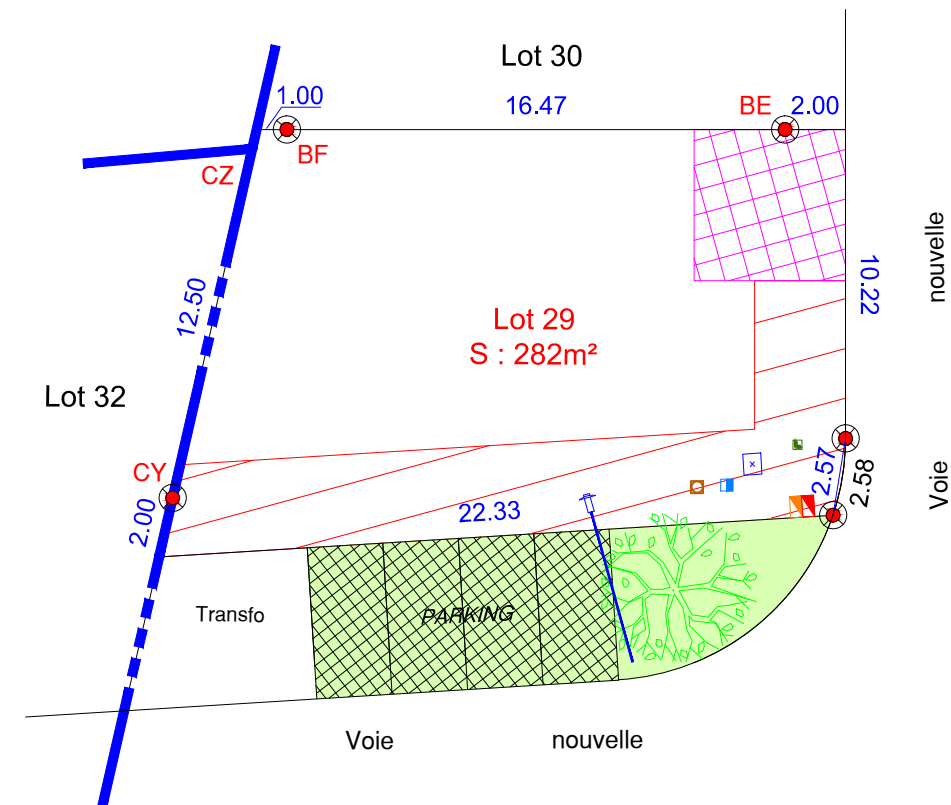 Lot 30
1.00
16.47
BE
2.00
BF
CZ
nouvelle
10.22
12.50
Lot 29
S : 282m²
Lot 32
CY
2.57
2.58
Voie
2.00
22.33
Transfo
PARKING
Voie
nouvelle